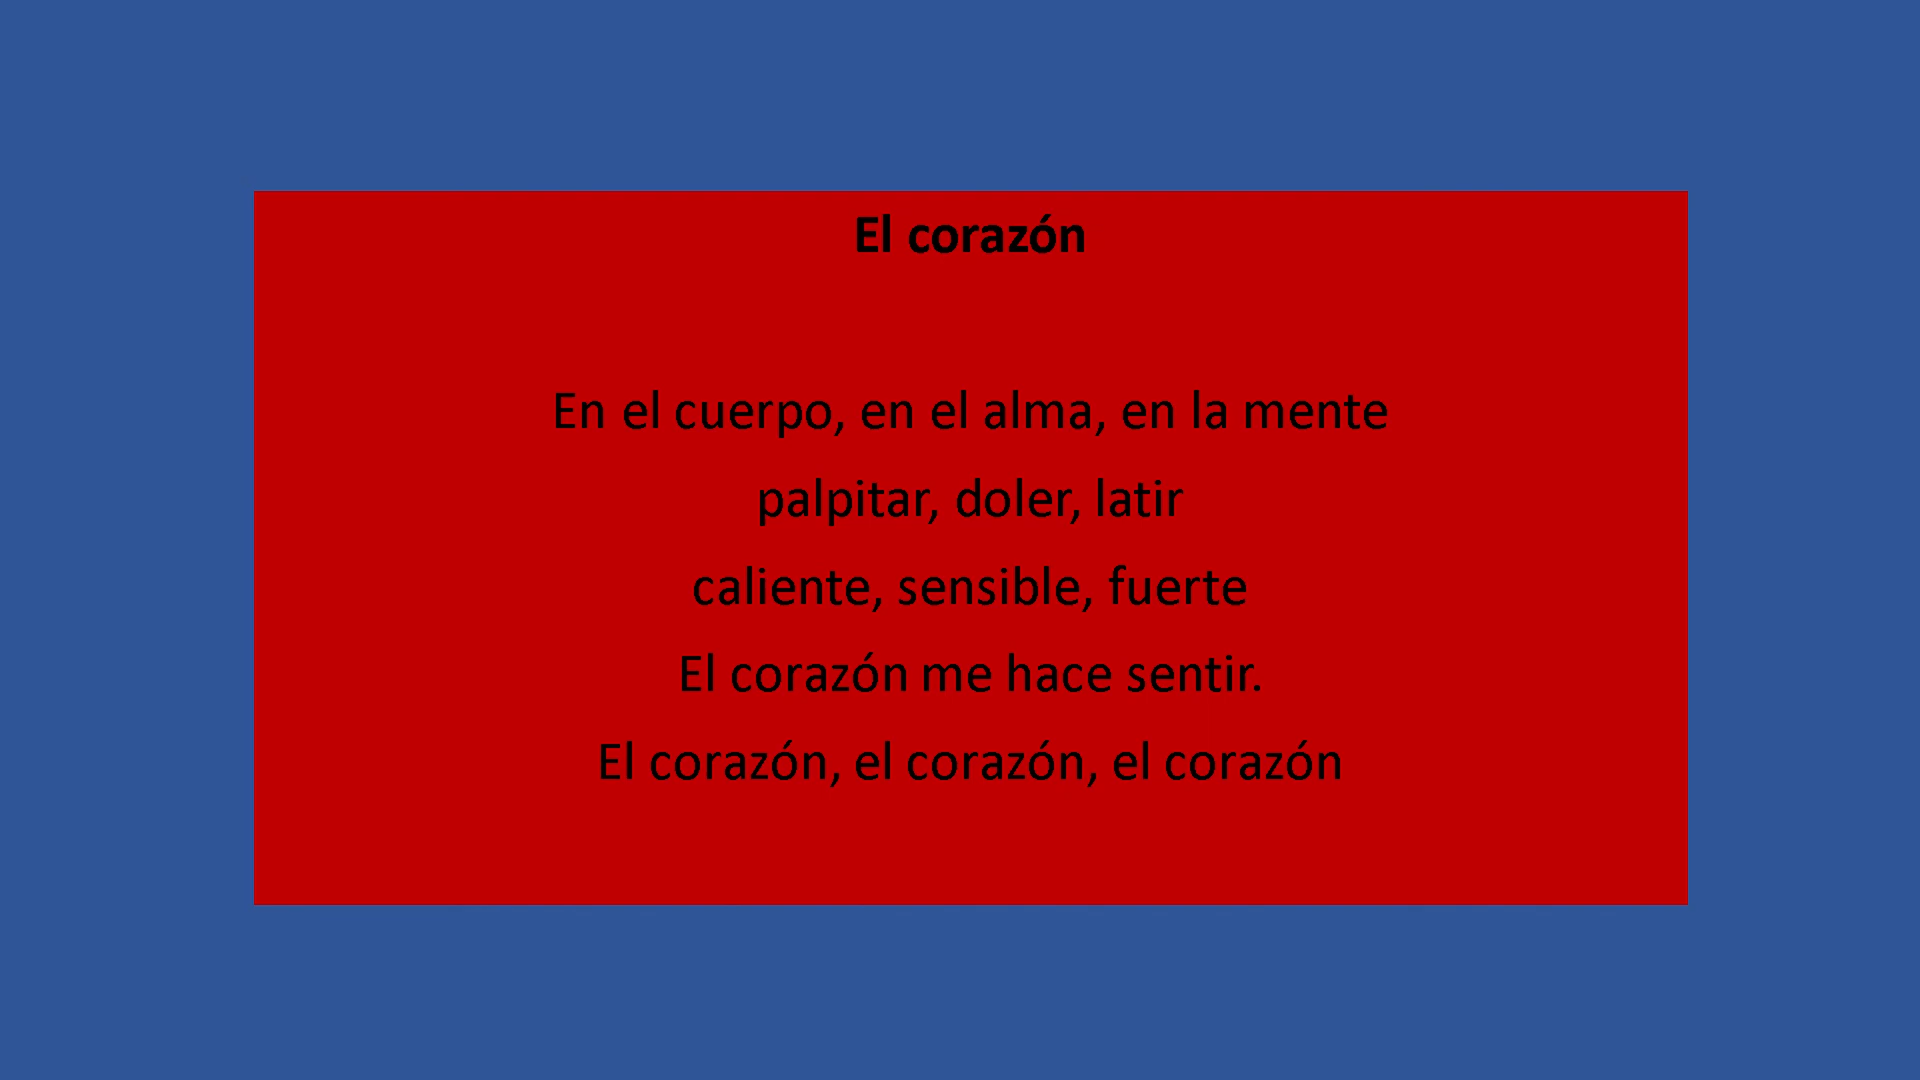 El corazón
En el cuerpo, en el alma, en la mente
palpitar, doler, latir
caliente, sensible, fuerte
El corazón me hace sentir.
El corazón, el corazón, el corazón